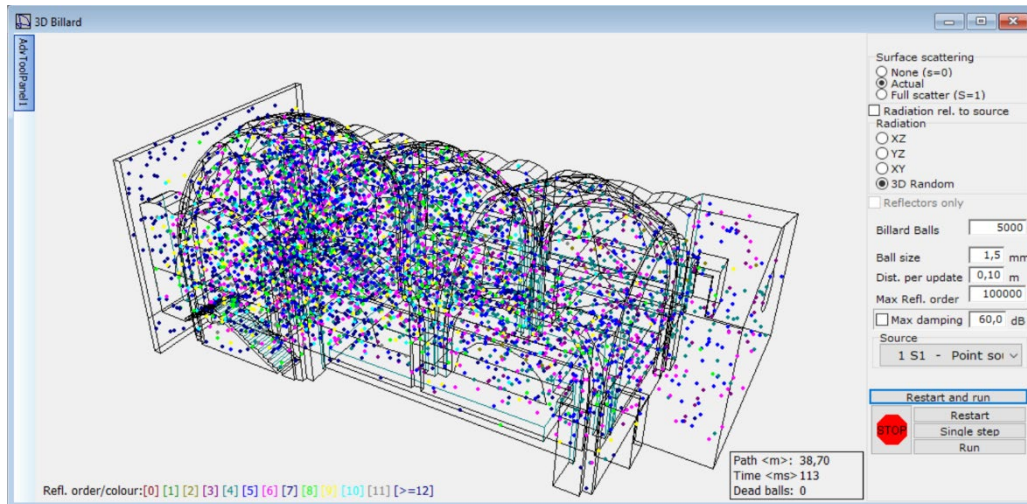 3D Billard
AdvToolPanel1
Surface scattering
None (s=0)
Actual
Full scatter (S=1)
Radiation rel. to source
Radiation
XZ
YZ
XY
3D Random
Reflectors only
Billard Balls 5000
Ball size 1,5 mm
Dist. per update 0,10 m
Max Refl. order 100000
Max damping 60,0 dB
Source
1 S1 - Point sou
Restart and run
STOP
Restart
Single step
Run
Path <m>: 38,70
Time <ms> 113
Dead balls: 0
Refl. order/colour:[0] [1] [2] [3] [4] [5] [6] [7] [8] [9] [10] [11] [>=12]